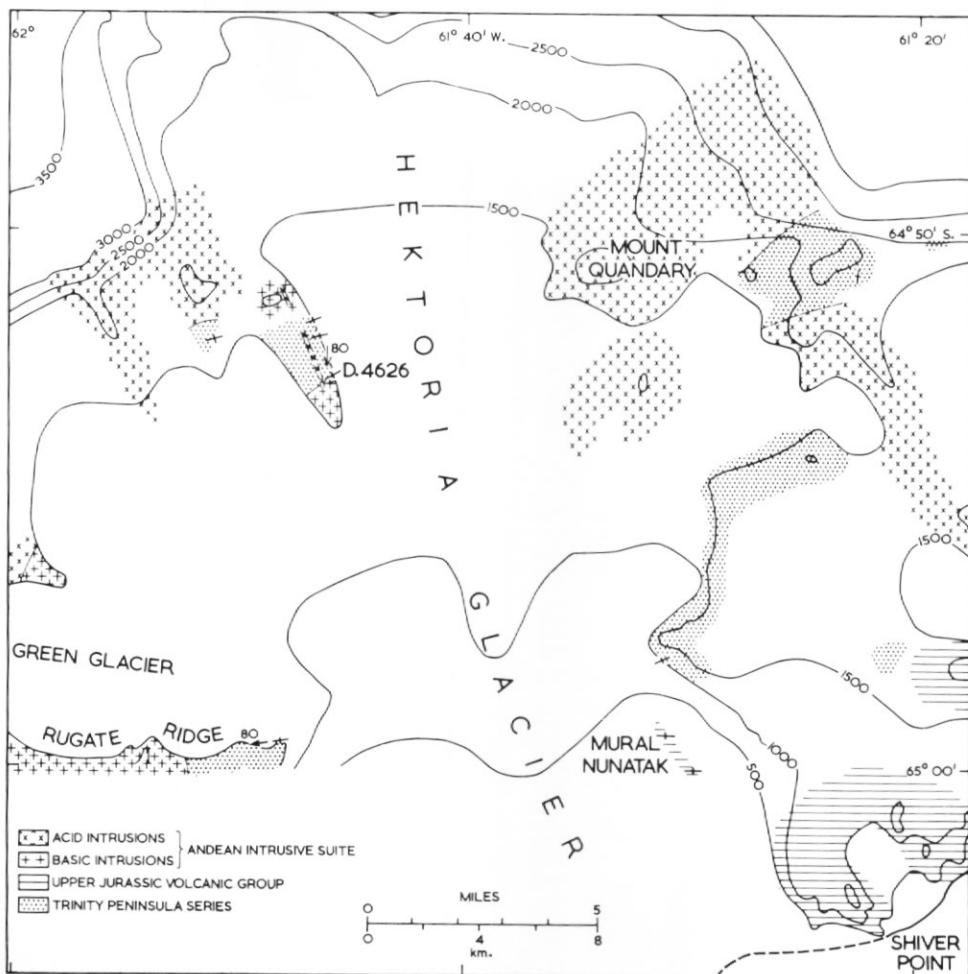 62°
61° 40' W.
61° 20'
2500
2000
3500
1500
3000
2500
2000
64° 50' S.
HEKTORIA GLACIER
MOUNT
QUANDARY
80
D.4626
1500
GREEN GLACIER
1500
RUGATE RIDGE
80
MURAL
NUNATAK
1000
500
65° 00'
ACID INTRUSIONS
BASIC INTRUSIONS
ANDEAN INTRUSIVE SUITE
UPPER JURASSIC VOLCANIC GROUP
TRINITY PENINSULA SERIES
MILES
0 5
0 4 8
km.
SHIVER
POINT